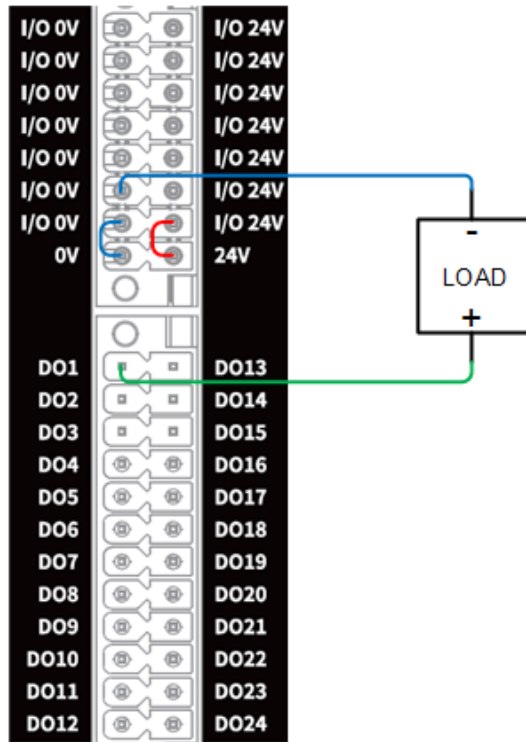 I/O 0V I/O 24V
I/O 0V I/O 24V
I/O 0V I/O 24V
I/O 0V I/O 24V
I/O 0V I/O 24V
I/O 0V I/O 24V
I/O 0V I/O 24V
0V 24V
-
LOAD
+
DO1 DO13
DO2 DO14
DO3 DO15
DO4 DO16
DO5 DO17
DO6 DO18
DO7 DO19
DO8 DO20
DO9 DO21
DO10 DO22
DO11 DO23
DO12 DO24